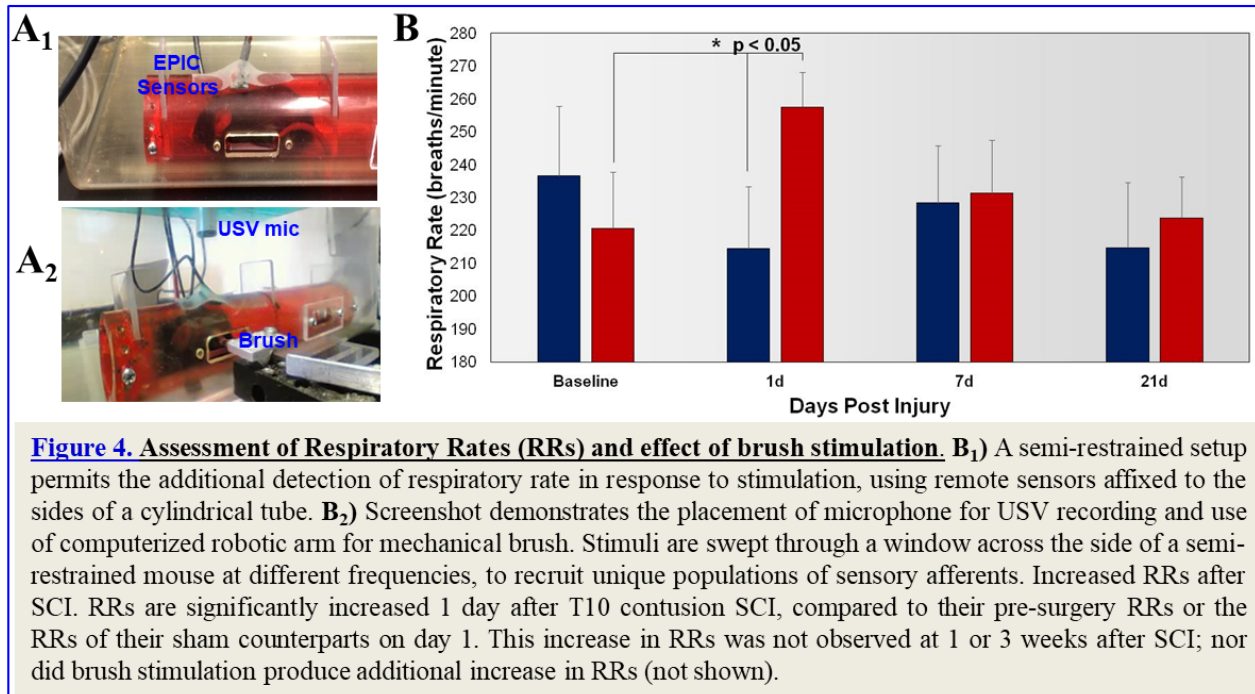 A1
EPIC
Sensors
A2
USV mic
Brush
B
Respiratory Rate (breaths/minute)
280
270
260
250
240
230
220
210
200
190
180
* p < 0.05
Baseline
1d
7d
21d
Days Post Injury
Figure 4. Assessment of Respiratory Rates (RRs) and effect of brush stimulation. B1) A semi-restrained setup
permits the additional detection of respiratory rate in response to stimulation, using remote sensors affixed to the
sides of a cylindrical tube. B2) Screenshot demonstrates the placement of microphone for USV recording and use
of computerized robotic arm for mechanical brush. Stimuli are swept through a window across the side of a semi-
restrained mouse at different frequencies, to recruit unique populations of sensory afferents. Increased RRs after
SCI. RRs are significantly increased 1 day after T10 contusion SCI, compared to their pre-surgery RRs or the
RRs of their sham counterparts on day 1. This increase in RRs was not observed at 1 or 3 weeks after SCI; nor
did brush stimulation produce additional increase in RRs (not shown).